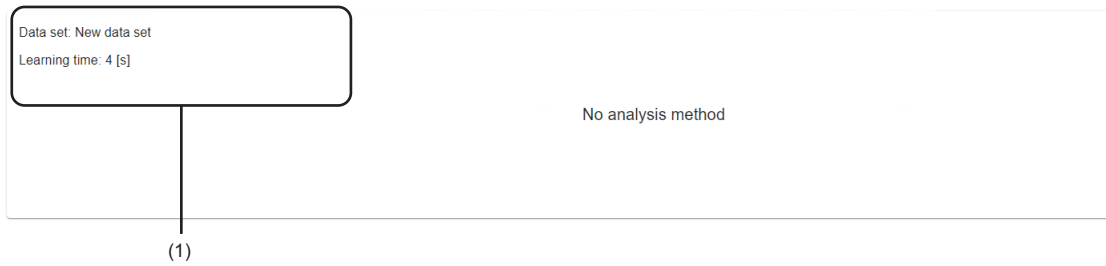 Data set: New data set
Learning time: 4 [s]
No analysis method
(1)